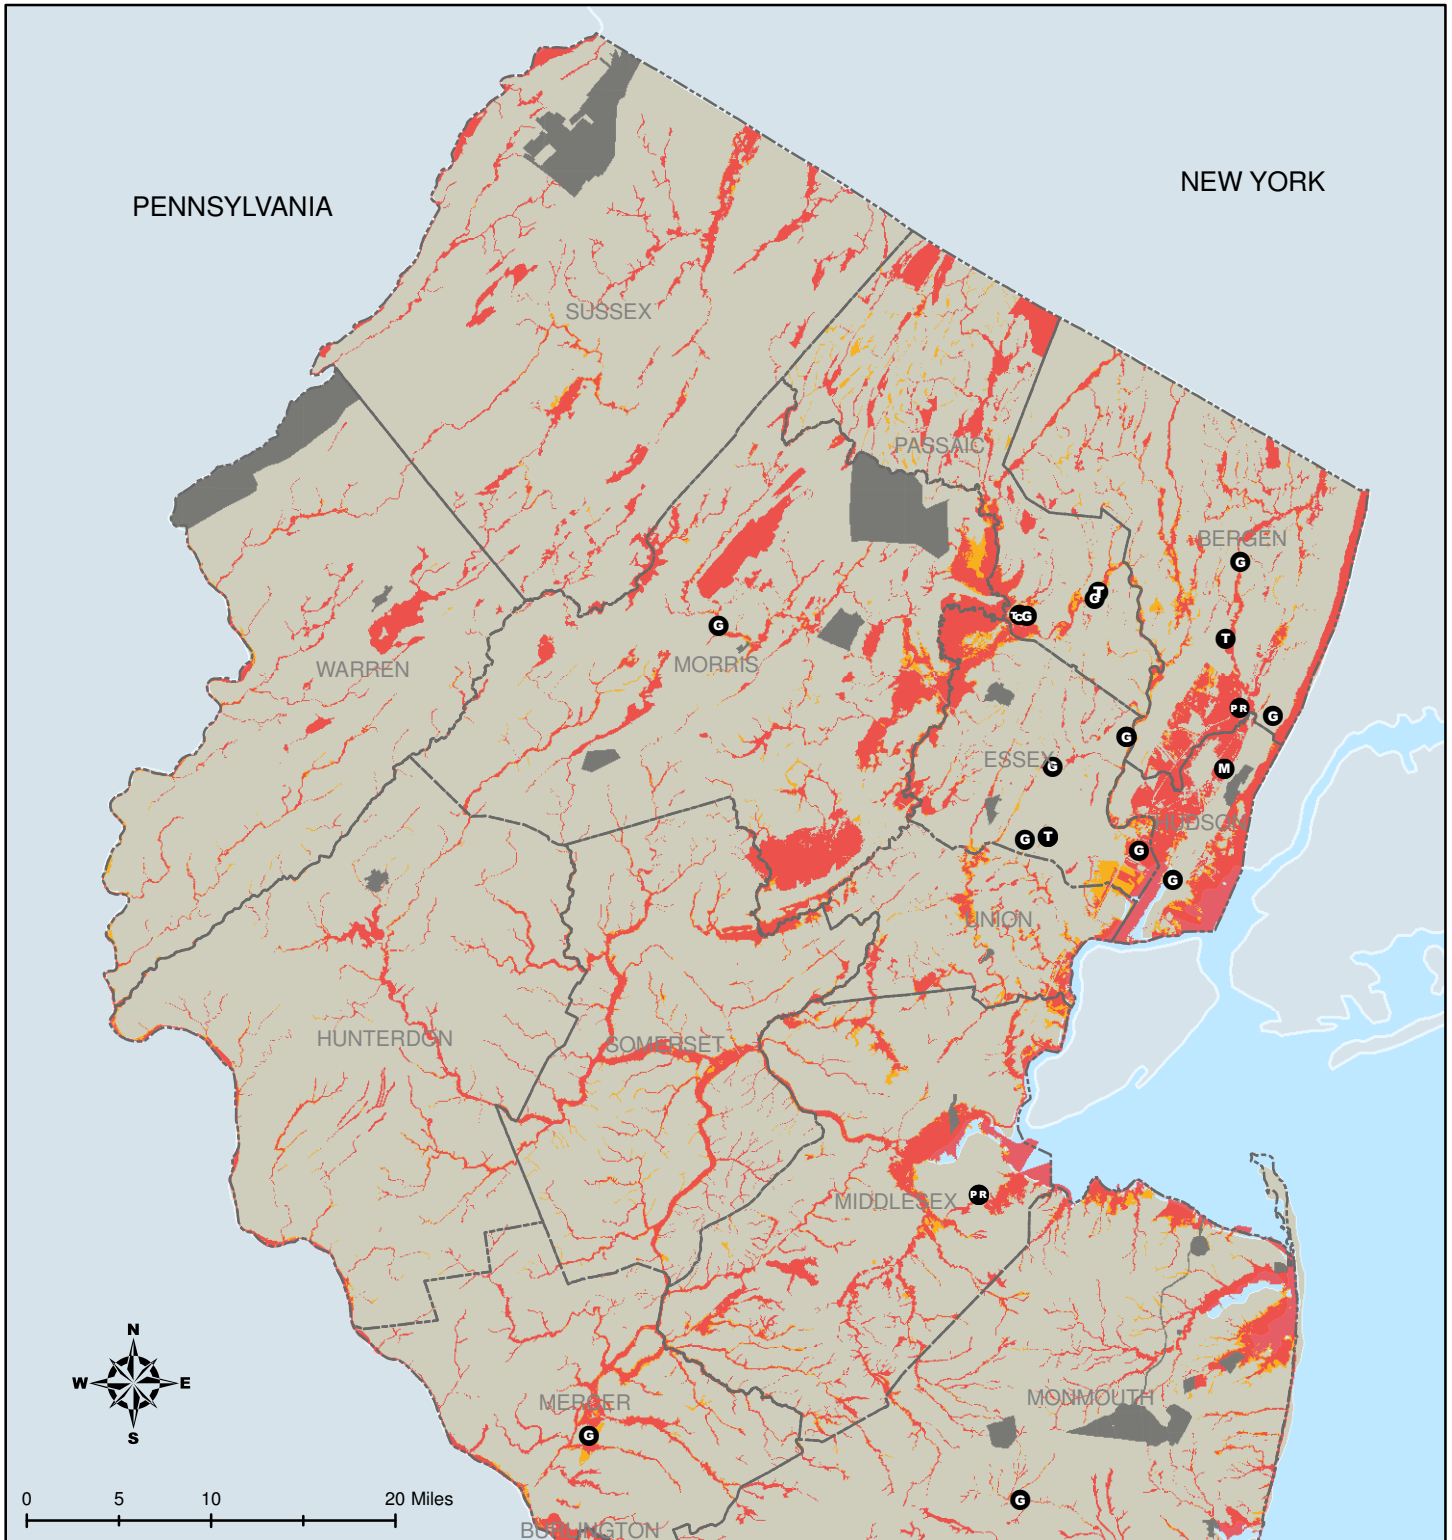 NEW YORK
PENNSYLVANIA
SUSSEX
PASSAIC
BERGEN
G
T
G
T
C
G
G
T
MORRIS
WARREN
PR
G
G
ESSEX
G
M
HUDSON
G
T
G
G
UNION
HUNTERDON
SOMERSET
PR
MIDDLESEX
N
W
E
S
MERCER
MONMOUTH
G
G
0 5 10 20 Miles
BURLINGTON